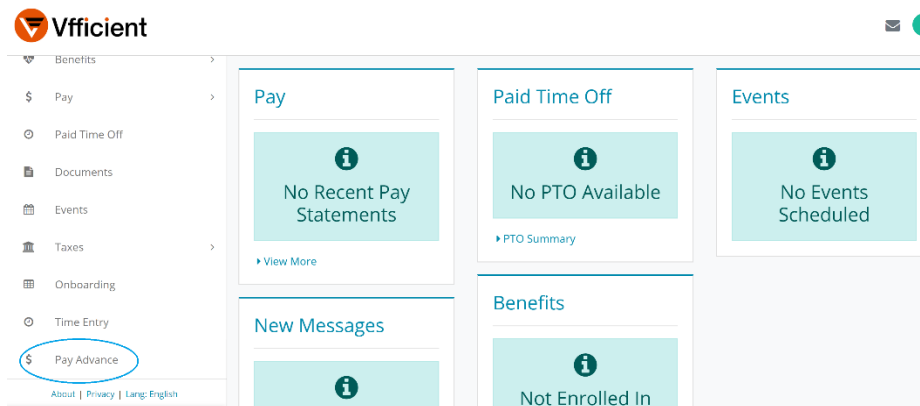 Vfficient
Benefits
Pay
Paid Time Off
Documents
Events
Taxes
Onboarding
Time Entry
Pay Advance
About | Privacy | Lang: English
Pay
No Recent Pay
Statements
View More
New Messages
Paid Time Off
No PTO Available
PTO Summary
Benefits
Not Enrolled In
Events
No Events
Scheduled